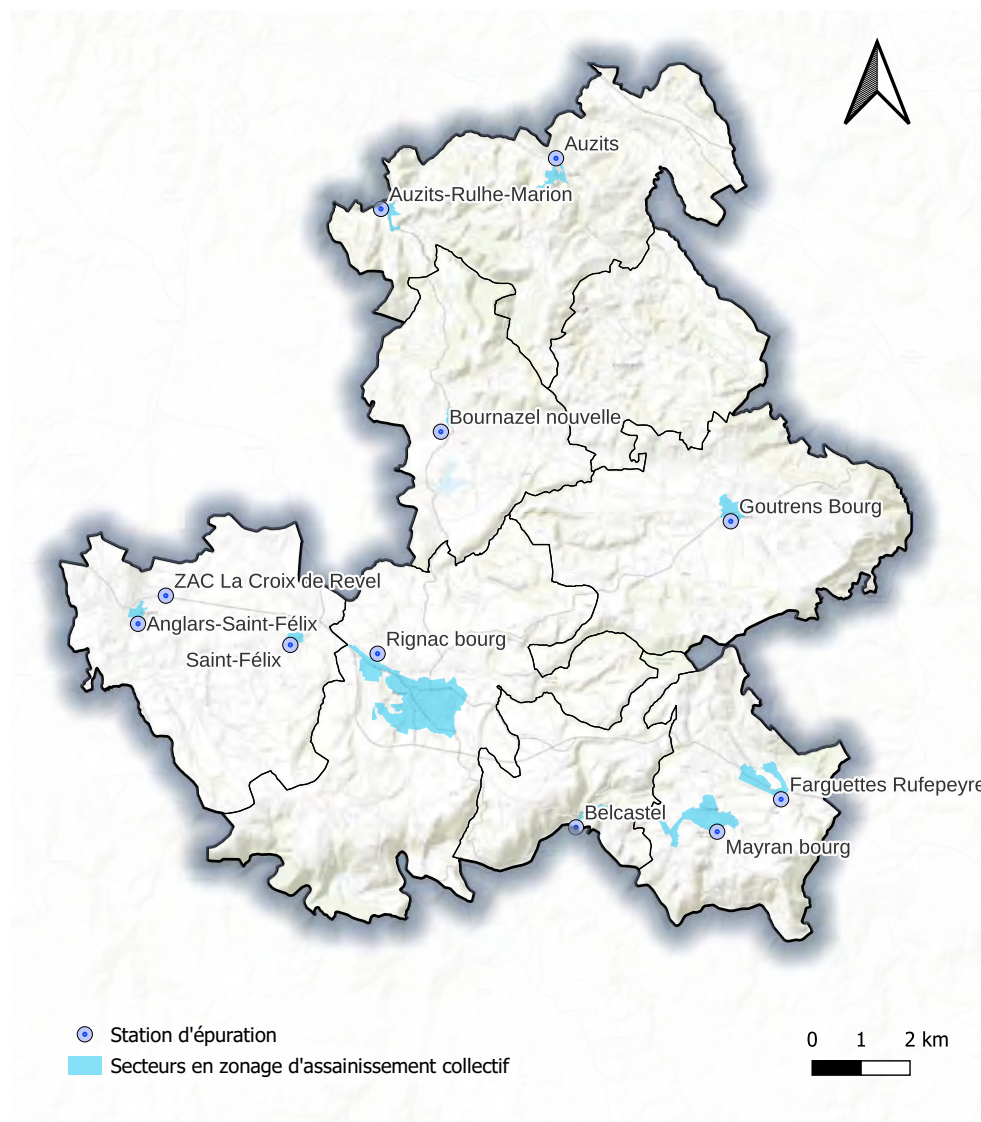 Auzits
Auzits-Rulhe-Marion
Bournazel nouvelle
Goutrens Bourg
ZAC La Croix de Revel
Anglars-Saint-Félix
Rignac bourg
Saint-Félix
Farguettes Rufepeyre
Belcastel
Mayran bourg
Station d'épuration
Secteurs en zonage d'assainissement collectif
0 1 2 km